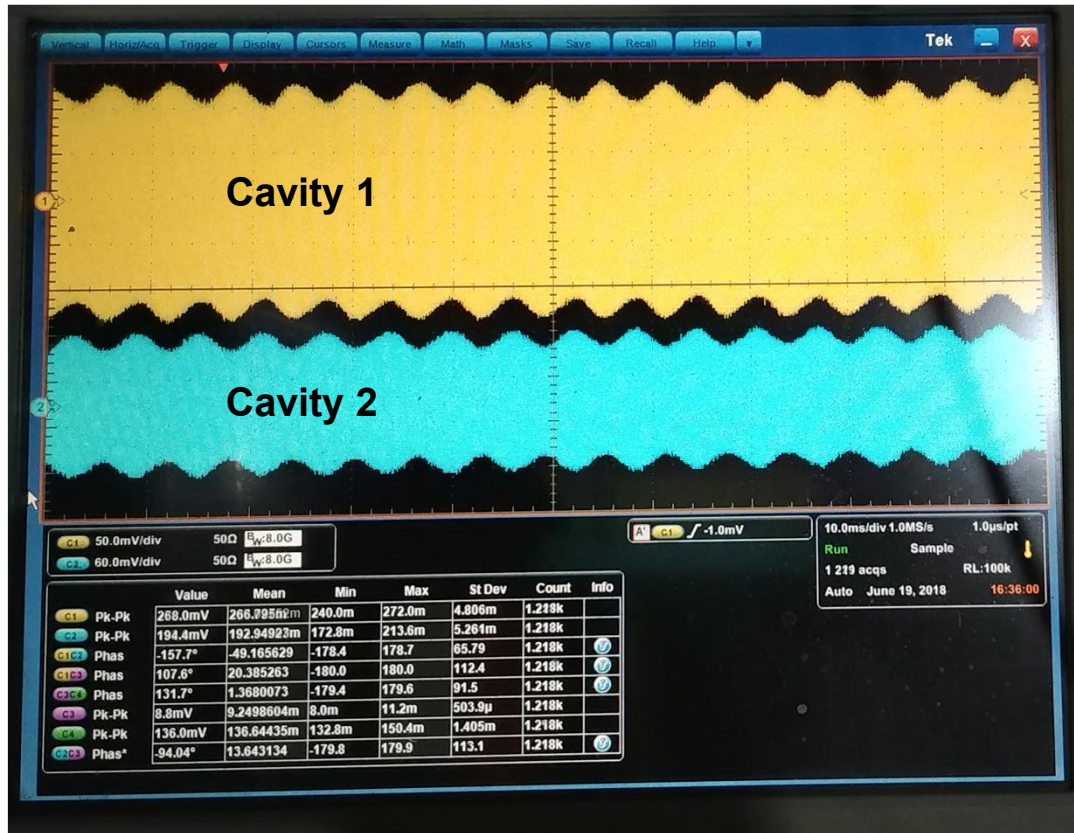 Vertical Horiz/Acq Trigger Display Cursors Measure Math Masks Save Recall Help Tek X
Cavity 1
1
Cavity 2
2
C1 50.0mV/div 50Ω BW:8.0G
C2 60.0mV/div 50Ω BW:8.0G
A' C1 -1.0mV
10.0ms/div 1.0MS/s 1.0µs/pt
Run Sample
1 219 acqs RL:100k
Auto June 19, 2018 16:36:00
Value Mean Min Max St Dev Count Info
C1 Pk-Pk 268.0mV 240.0m 272.0m 4.806m 1.218k
C2 Pk-Pk 194.4mV 192.94923m 172.8m 213.6m 5.261m 1.218k
C1C2 Phas -157.7° -49.165629 -178.4 178.7 65.79 1.218k
C1C3 Phas 107.6° 20.385263 -180.0 180.0 112.4 1.218k
C3C4 Phas 131.7° 1.3680073 -179.4 179.6 91.5 1.218k
C3 Pk-Pk 8.8mV 9.2498604m 8.0m 11.2m 503.9µ 1.218k
C4 Pk-Pk 136.0mV 136.64435m 132.8m 150.4m 1.405m 1.218k
C2C3 Phas* -94.04° 13.643134 -179.8 179.9 113.1 1.218k